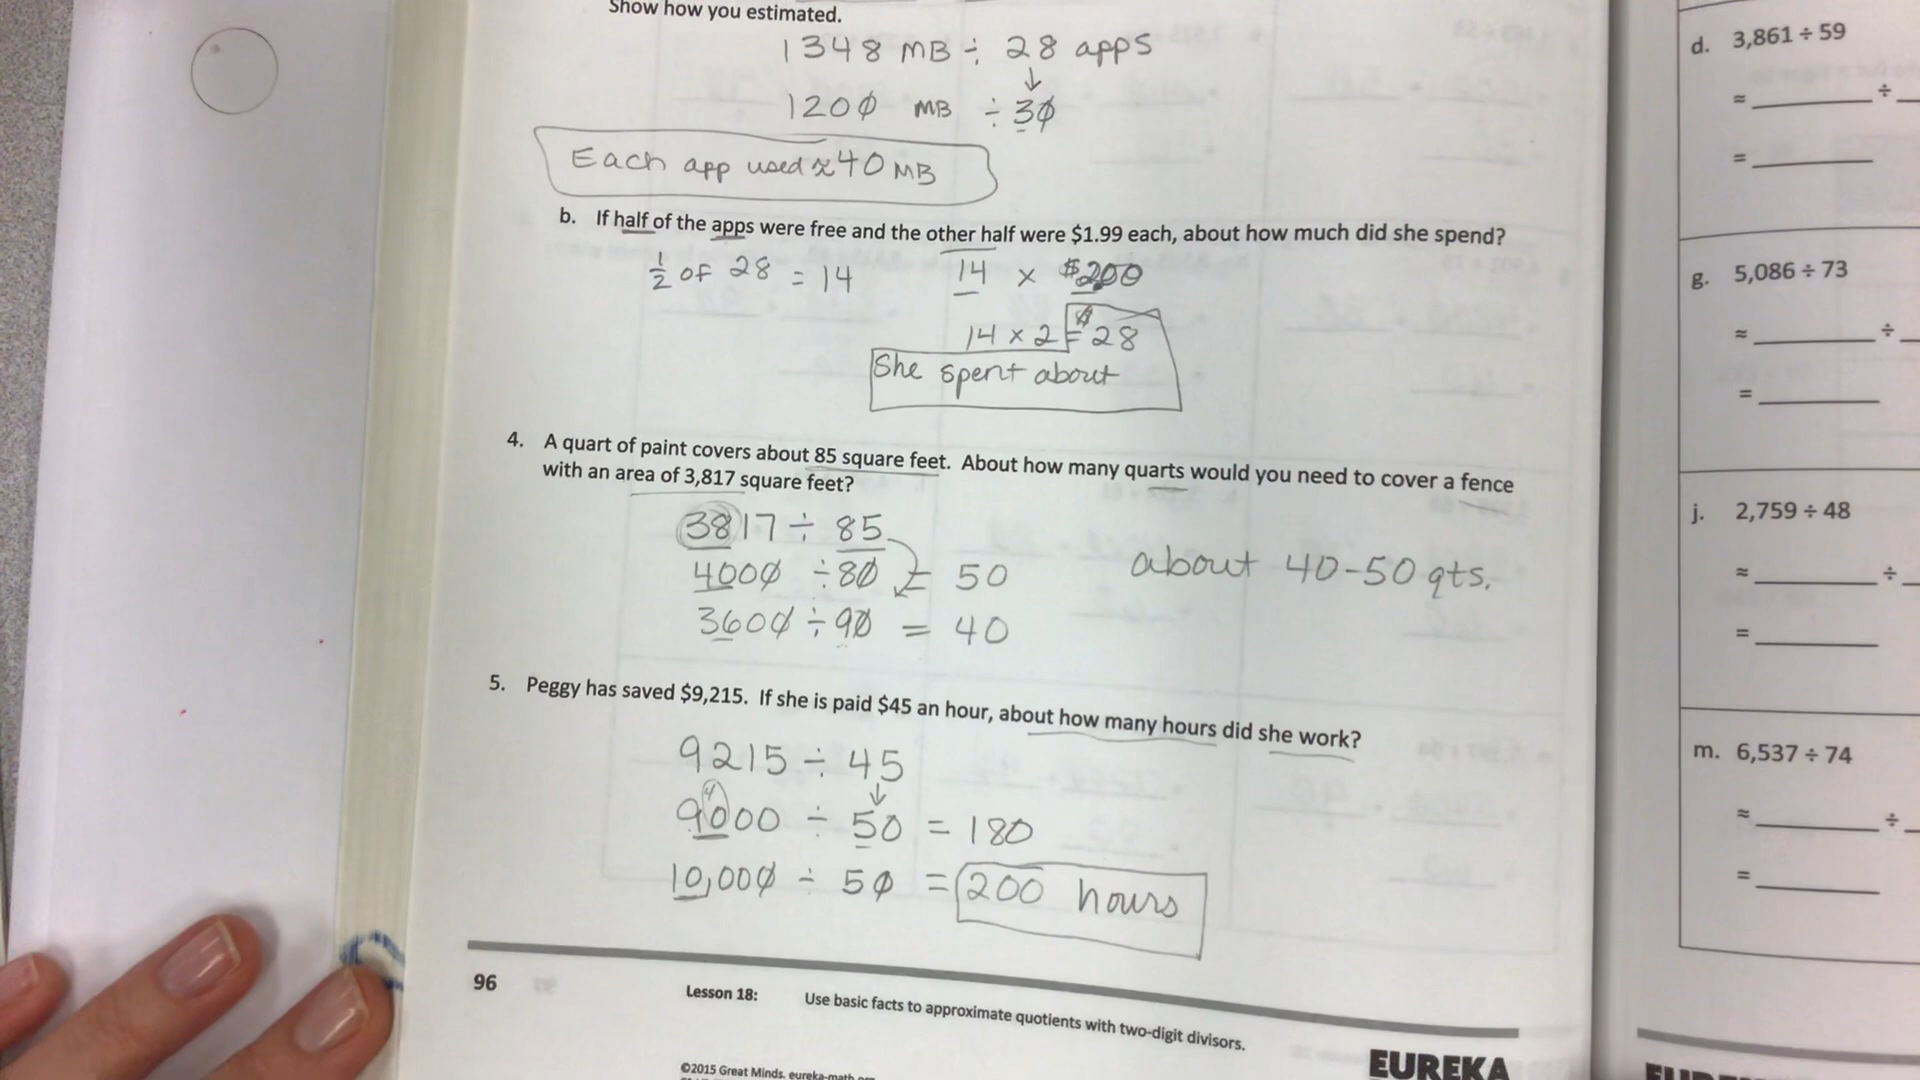 Show how you estimated.
1348 MB ÷ 28 apps
↓
1200 MB ÷ 30
Each app used ≈ 40 MB
b. If half of the apps were free and the other half were $1.99 each, about how much did she spend?
1/2 of 28 = 14
14 × $200
14 × 2 = $28
She spent about
4. A quart of paint covers about 85 square feet. About how many quarts would you need to cover a fence
with an area of 3,817 square feet?
3817 ÷ 85
4000 ÷ 80 = 50
3600 ÷ 90 = 40
about 40-50 qts.
5. Peggy has saved $9,215. If she is paid $45 an hour, about how many hours did she work?
9215 ÷ 45
↓
9000 ÷ 50 = 180
10,000 ÷ 50 = 200 hours
96
Lesson 18: Use basic facts to approximate quotients with two-digit divisors.
©2015 Great Minds. eureka-math.org
EUREKA
d. 3,861 ÷ 59
≈ ÷
=
g. 5,086 ÷ 73
≈ ÷
=
j. 2,759 ÷ 48
≈ ÷
=
m. 6,537 ÷ 74
≈ ÷
=